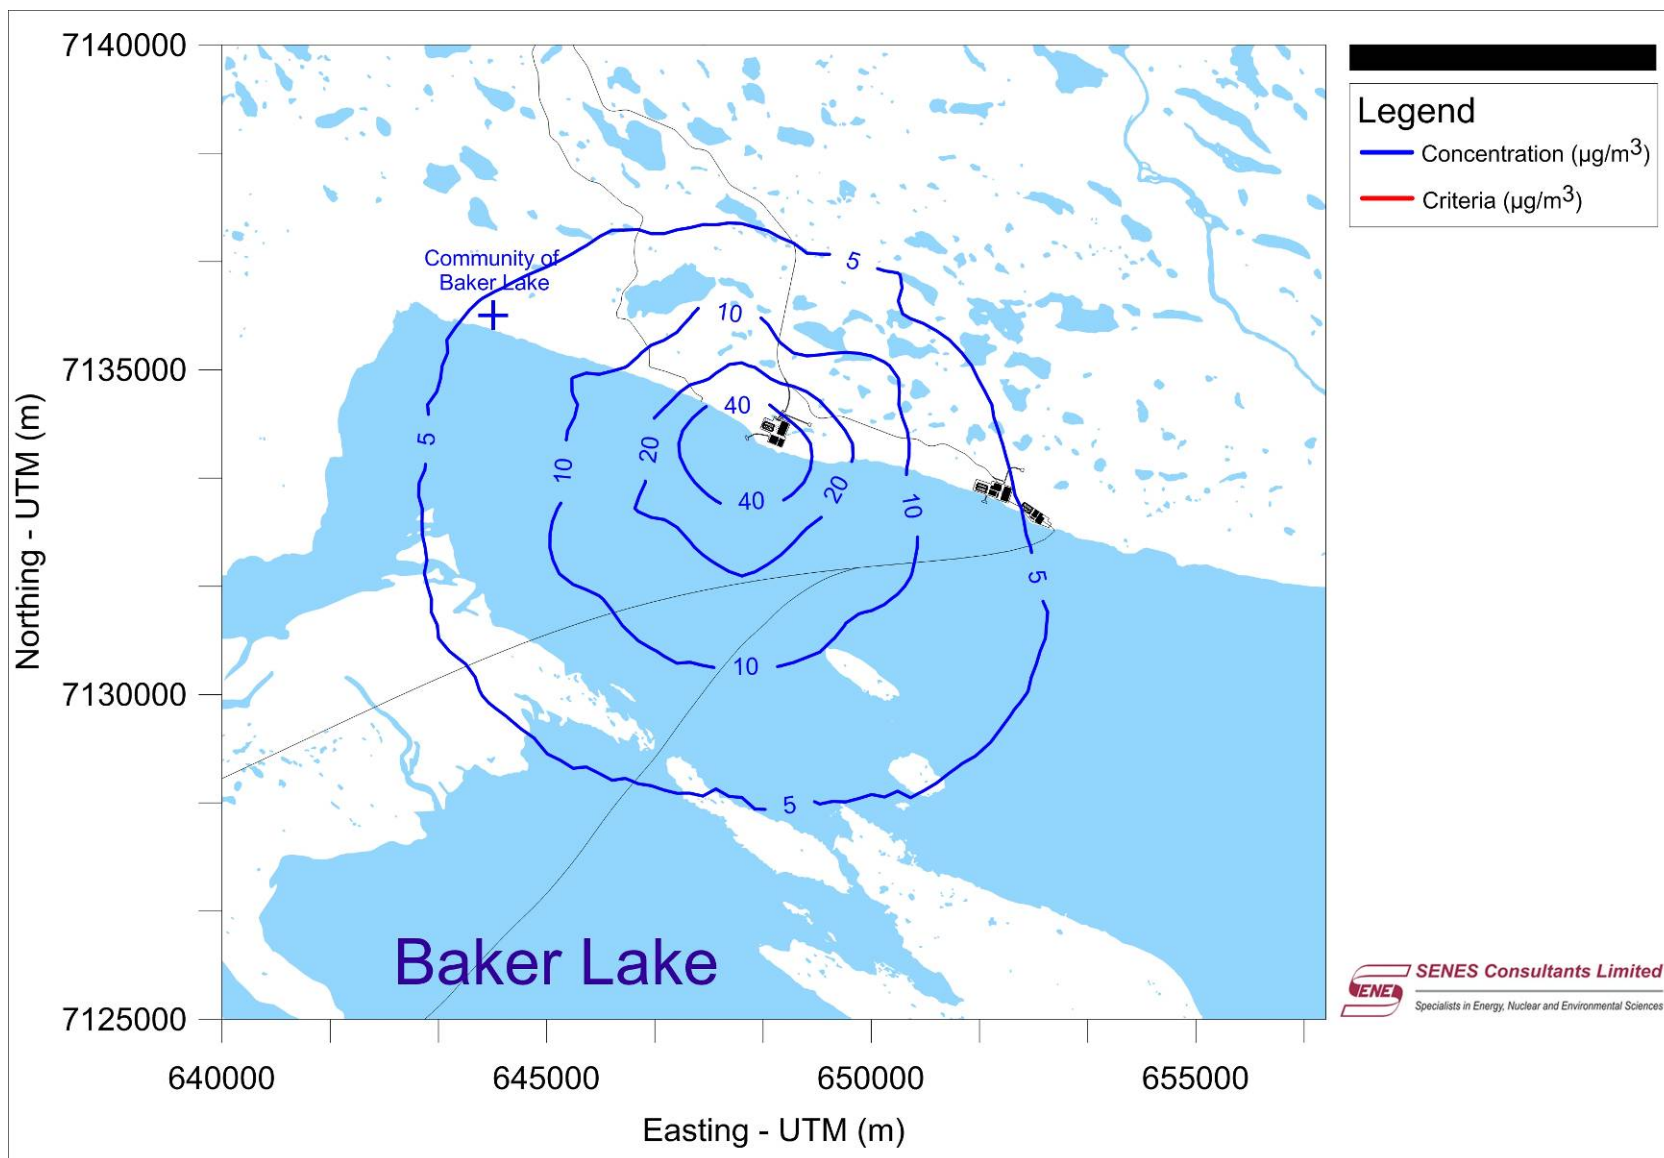 7140000
7135000
7130000
7125000
Northing - UTM (m)
640000
645000
650000
655000
Easting - UTM (m)
Community of
Baker Lake
5
10
40
20
5
10
40
20
10
5
10
5
Baker Lake
Legend
Concentration (µg/m³)
Criteria (µg/m³)
SENES
SENES Consultants Limited
Specialists in Energy, Nuclear and Environmental Sciences